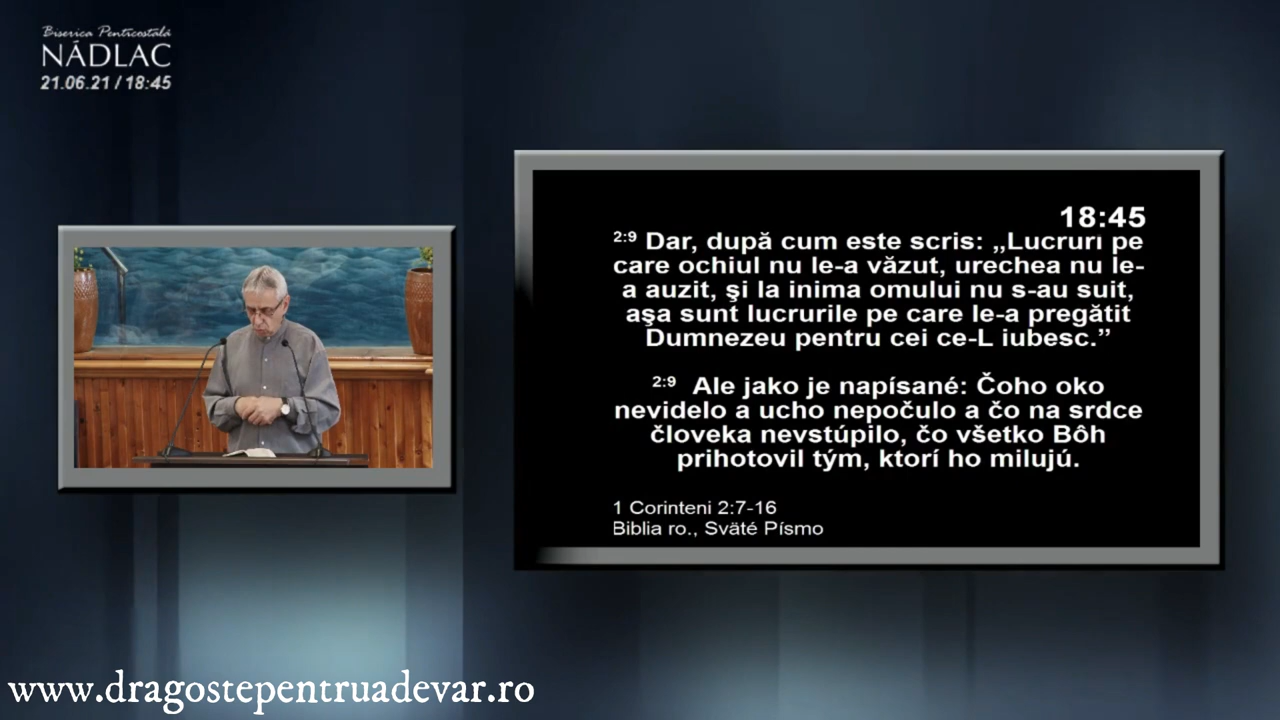 Biserica Penticostală
NĂDLAC
21.06.21 / 18:45
18:45
2:9 Dar, după cum este scris: „Lucruri pe
care ochiul nu le-a văzut, urechea nu le-
a auzit, şi la inima omului nu s-au suit,
aşa sunt lucrurile pe care le-a pregătit
Dumnezeu pentru cei ce-L iubesc.”
2:9 Ale jako je napísané: Čoho oko
nevidelo a ucho nepočulo a čo na srdce
človeka nevstúpilo, čo všetko Bôh
prihotovil tým, ktorí ho milujú.
1 Corinteni 2:7-16
Biblia ro., Sväté Písmo
www.dragostepentruadevar.ro